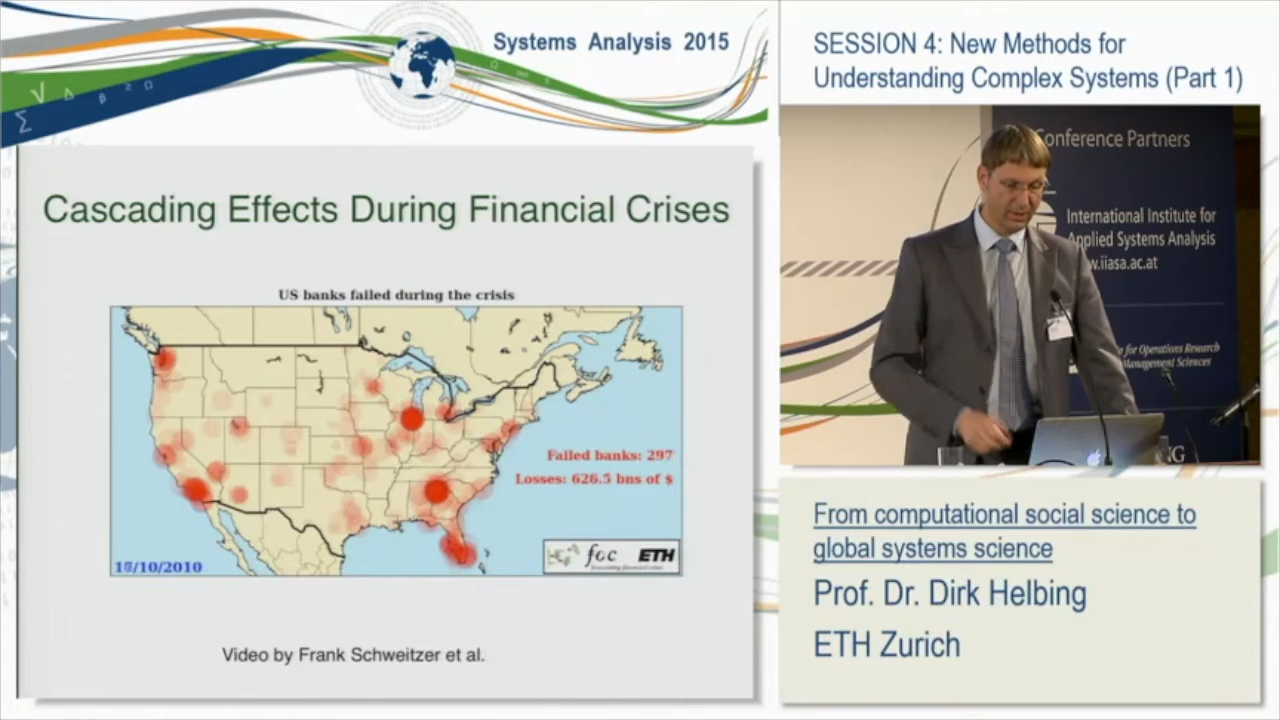 Systems Analysis 2015
SESSION 4: New Methods for
Understanding Complex Systems (Part 1)
Cascading Effects During Financial Crises
US banks failed during the crisis
Failed banks: 297
Losses: 626.5 bns of $
/10/2010
foc
ETH
Video by Frank Schweitzer et al.
Conference Partners
International Institute for
Applied Systems Analysis
w.iiasa.ac.at
for Operations Research
Management Sciences
From computational social science to
global systems science
Prof. Dr. Dirk Helbing
ETH Zurich